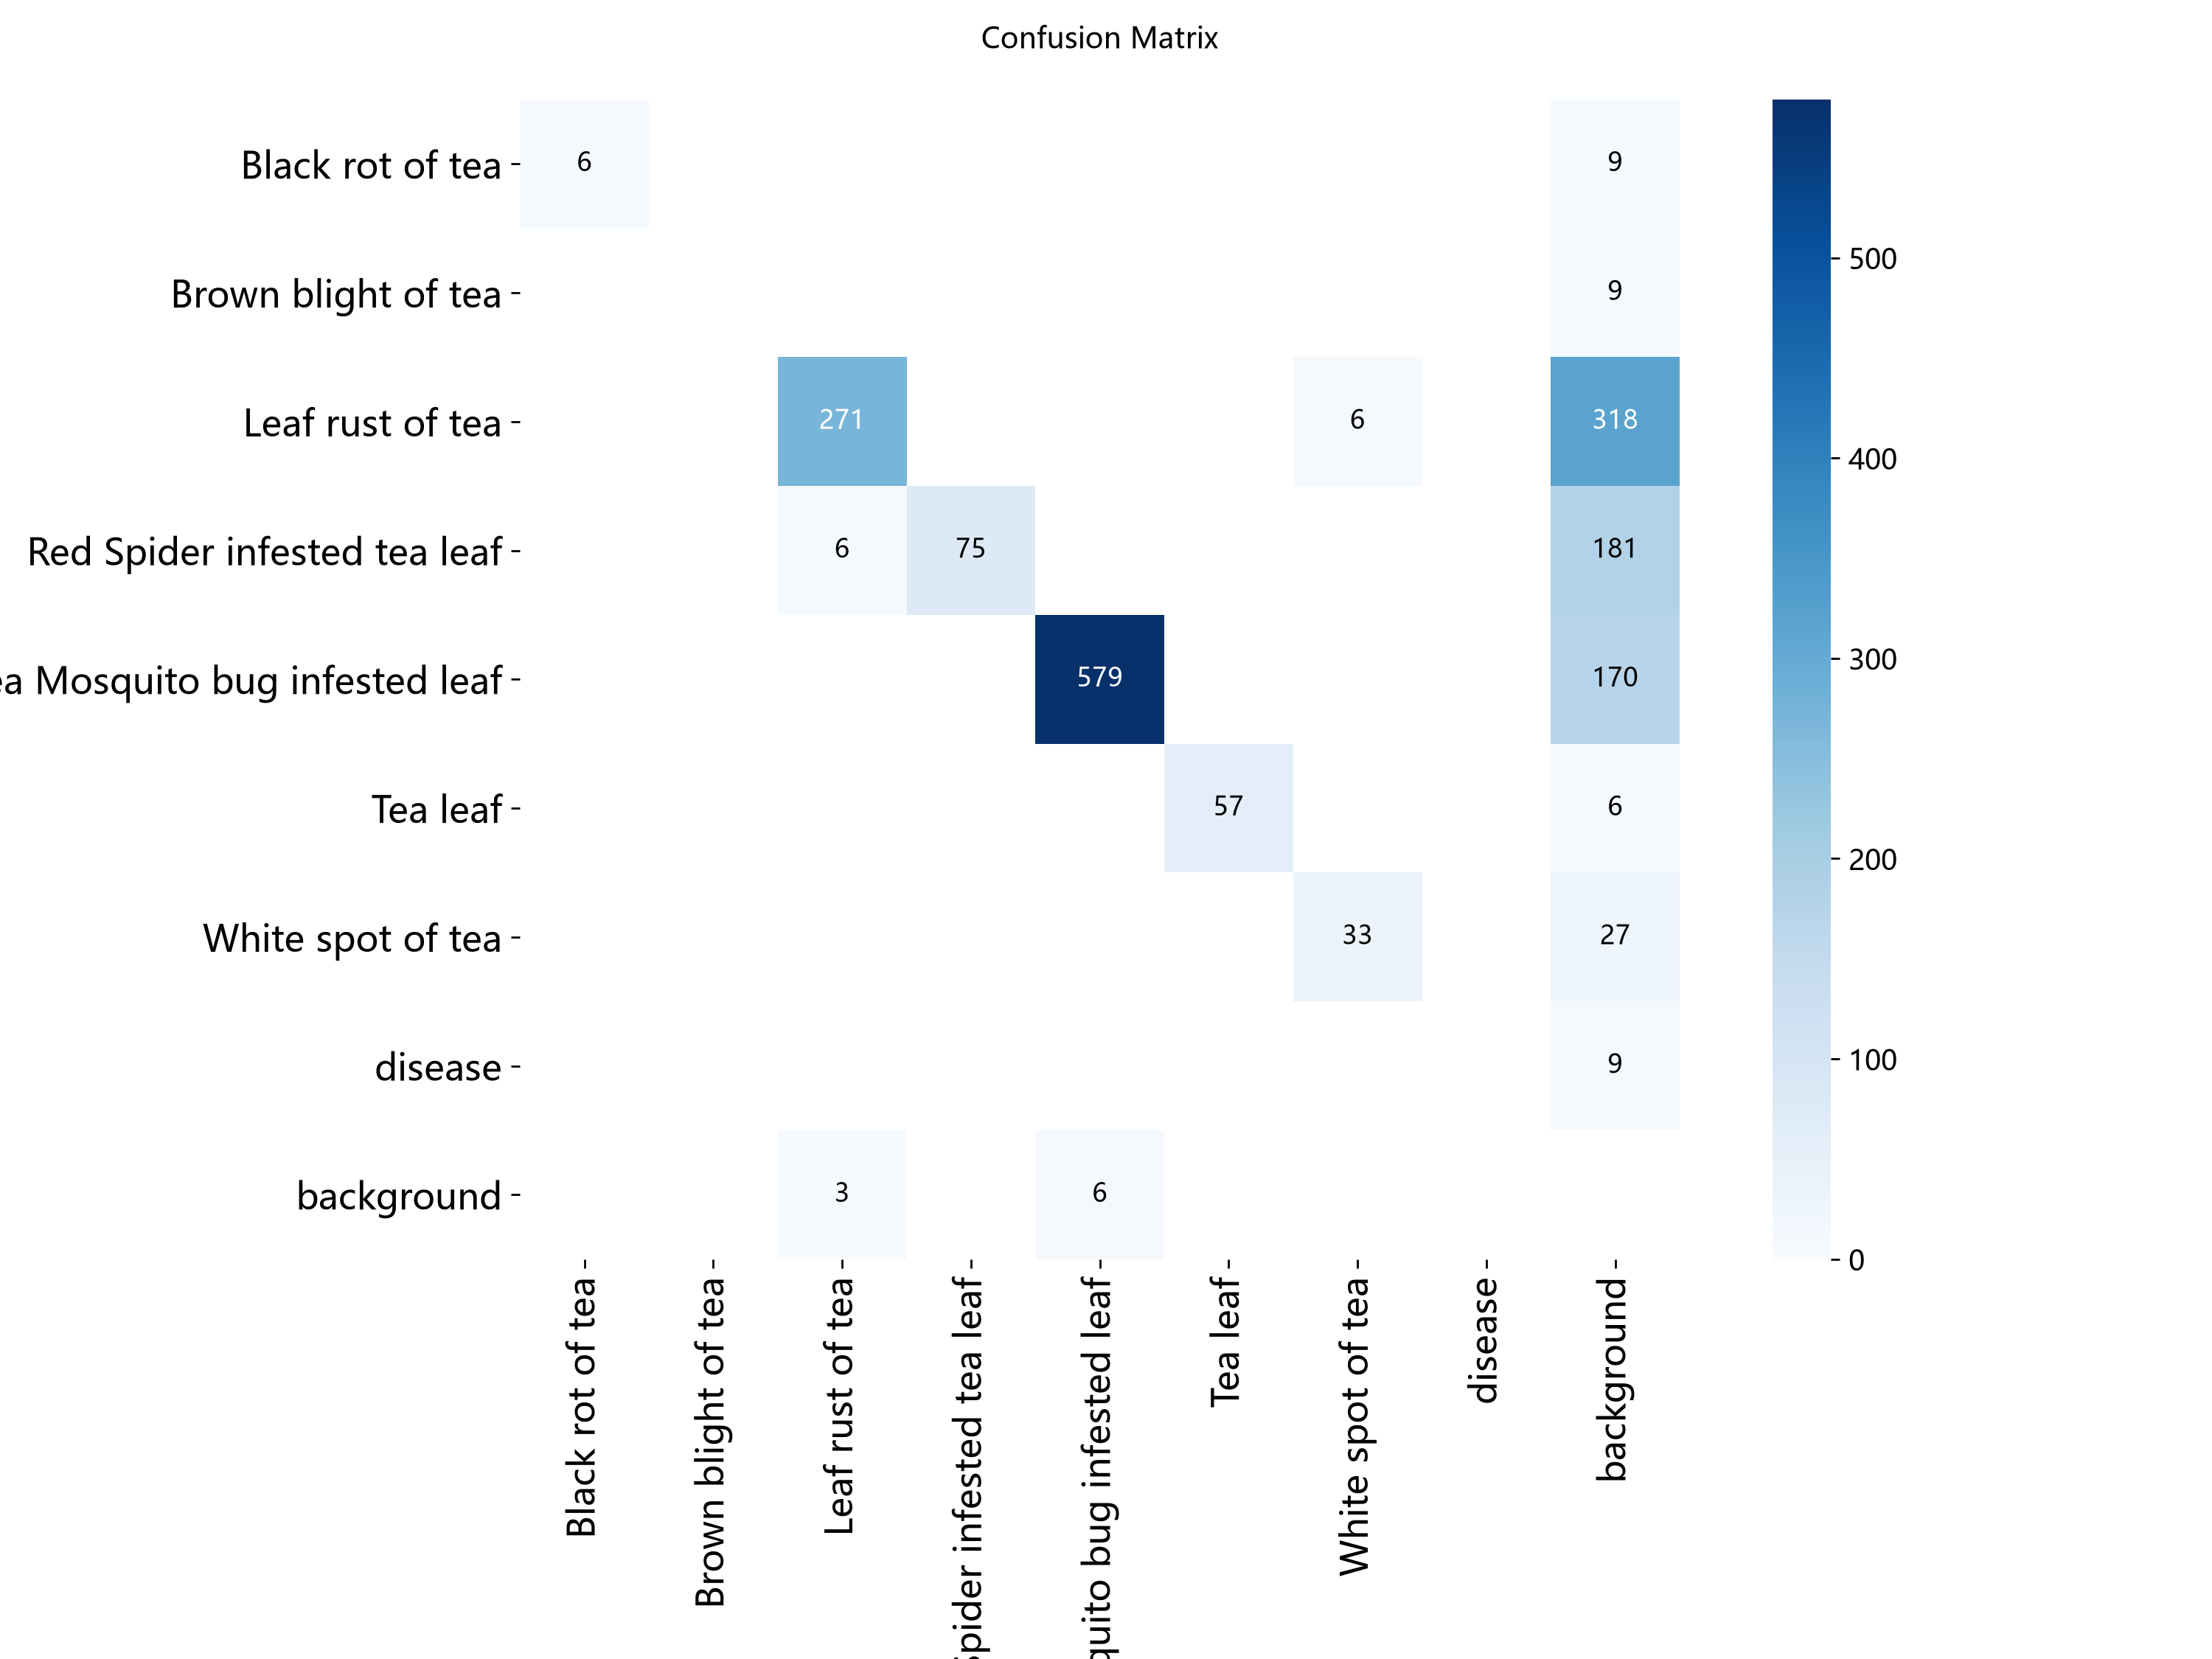 Confusion Matrix
Black rot of tea
6
9
Brown blight of tea
9
500
Leaf rust of tea
271
6
318
400
Red Spider infested tea leaf
6
75
181
300
Mosquito bug infested leaf
579
170
Tea leaf
57
6
200
White spot of tea
33
27
disease
9
100
background
3
6
0
Black rot of tea
Brown blight of tea
Leaf rust of tea
infested tea leaf
bug infested leaf
Tea leaf
White spot of tea
disease
background